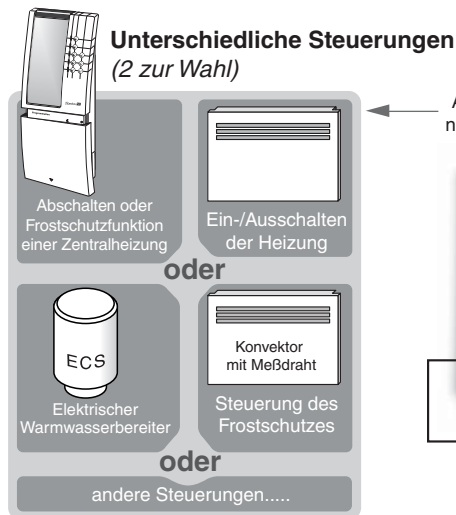 Unterschiedliche Steuerungen
(2 zur Wahl)
A
n
Abschalten oder
Frostschutzfunktion
einer Zentralheizung
Ein-/Ausschalten
der Heizung
oder
ECS
Elektrischer
Warmwasserbereiter
Konvektor
mit Meßdraht
Steuerung des
Frostschutzes
oder
andere Steuerungen.....